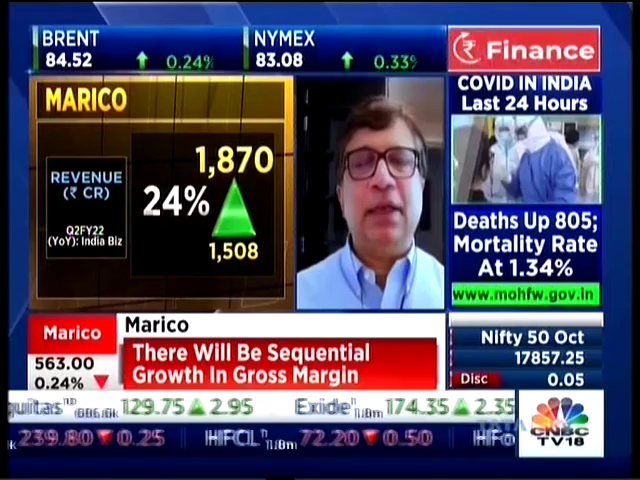 BRENT
84.52 0.24%
NYMEX
83.08 0.33%
Finance
COVID IN INDIA
Last 24 Hours
MARICO
REVENUE
(₹ CR)
Q2FY22
(YoY): India Biz
1,870
24%
1,508
Deaths Up 805;
Mortality Rate
At 1.34%
www.mohfw.gov.in
Marico
563.00
0.24%
Marico
There Will Be Sequential
Growth In Gross Margin
Nifty 50 Oct
17857.25
Disc 0.05
quitas 129.75 2.95 Exide 174.35 2.35
239.80 0.25 HFCL 72.20 0.50
CNBC
TV18